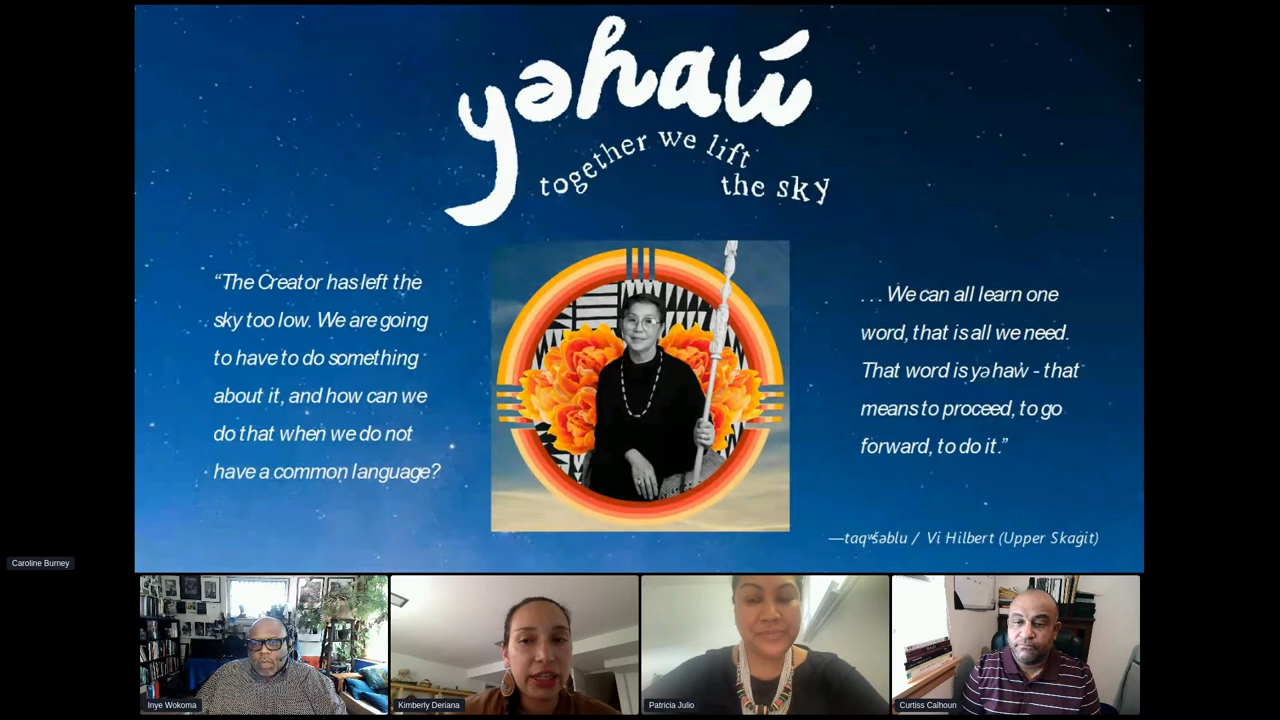 yəhaw̓
together we lift
the sky
“The Creator has left the
sky too low. We are going
to have to do something
about it, and how can we
do that when we do not
have a common language?
. . . We can all learn one
word, that is all we need.
That word is yəhaw̓ - that
means to proceed, to go
forward, to do it.”
—taqʷšəblu / Vi Hilbert (Upper Skagit)
Caroline Burney
Inye Wokoma
Kimberly Deriana
Patricia Julio
Curtiss Calhoun